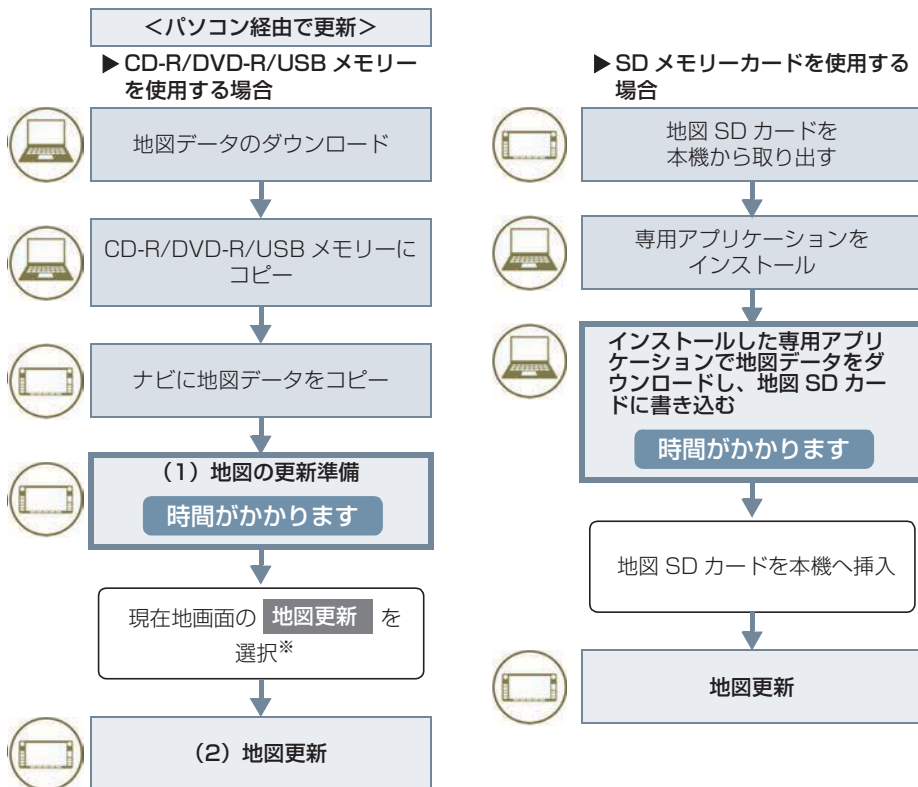 ＜パソコン経由で更新＞
▶ CD-R/DVD-R/USB メモリー
を使用する場合
地図データのダウンロード
CD-R/DVD-R/USB メモリーに
コピー
ナビに地図データをコピー
（1）地図の更新準備
時間がかかります
現在地画面の 地図更新 を
選択※
（2）地図更新
▶ SD メモリーカードを使用する
場合
地図 SD カードを
本機から取り出す
専用アプリケーションを
インストール
インストールした専用アプリ
ケーションで地図データをダ
ウンロードし、地図 SD カー
ドに書き込む
時間がかかります
地図 SD カードを本機へ挿入
地図更新